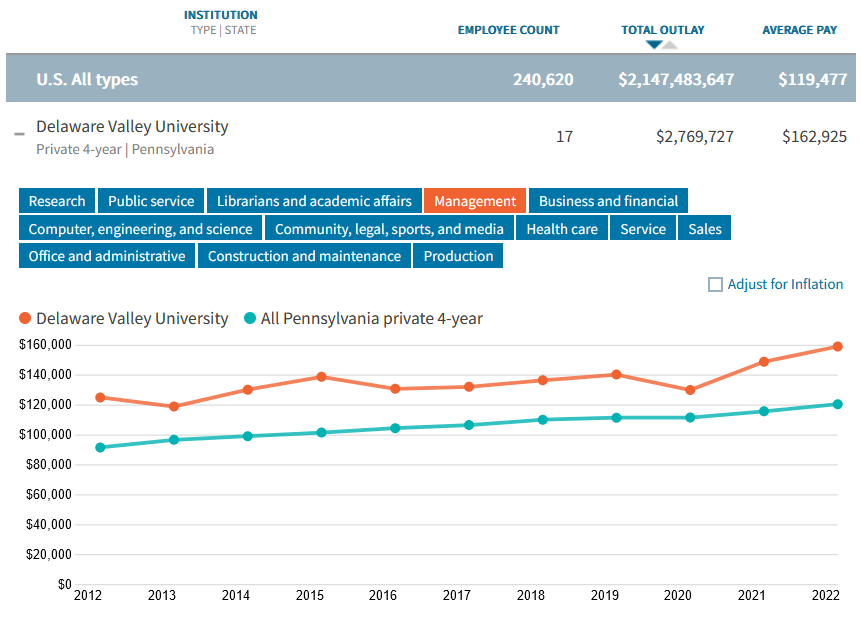 INSTITUTION
TYPE | STATE
EMPLOYEE COUNT
TOTAL OUTLAY
AVERAGE PAY
U.S. All types 240,620 $2,147,483,647 $119,477
Delaware Valley University
Private 4-year | Pennsylvania
17 $2,769,727 $162,925
Research Public service Librarians and academic affairs Management Business and financial
Computer, engineering, and science Community, legal, sports, and media Health care Service Sales
Office and administrative Construction and maintenance Production
Adjust for Inflation
Delaware Valley University All Pennsylvania private 4-year
$160,000
$140,000
$120,000
$100,000
$80,000
$60,000
$40,000
$20,000
$0
2012 2013 2014 2015 2016 2017 2018 2019 2020 2021 2022